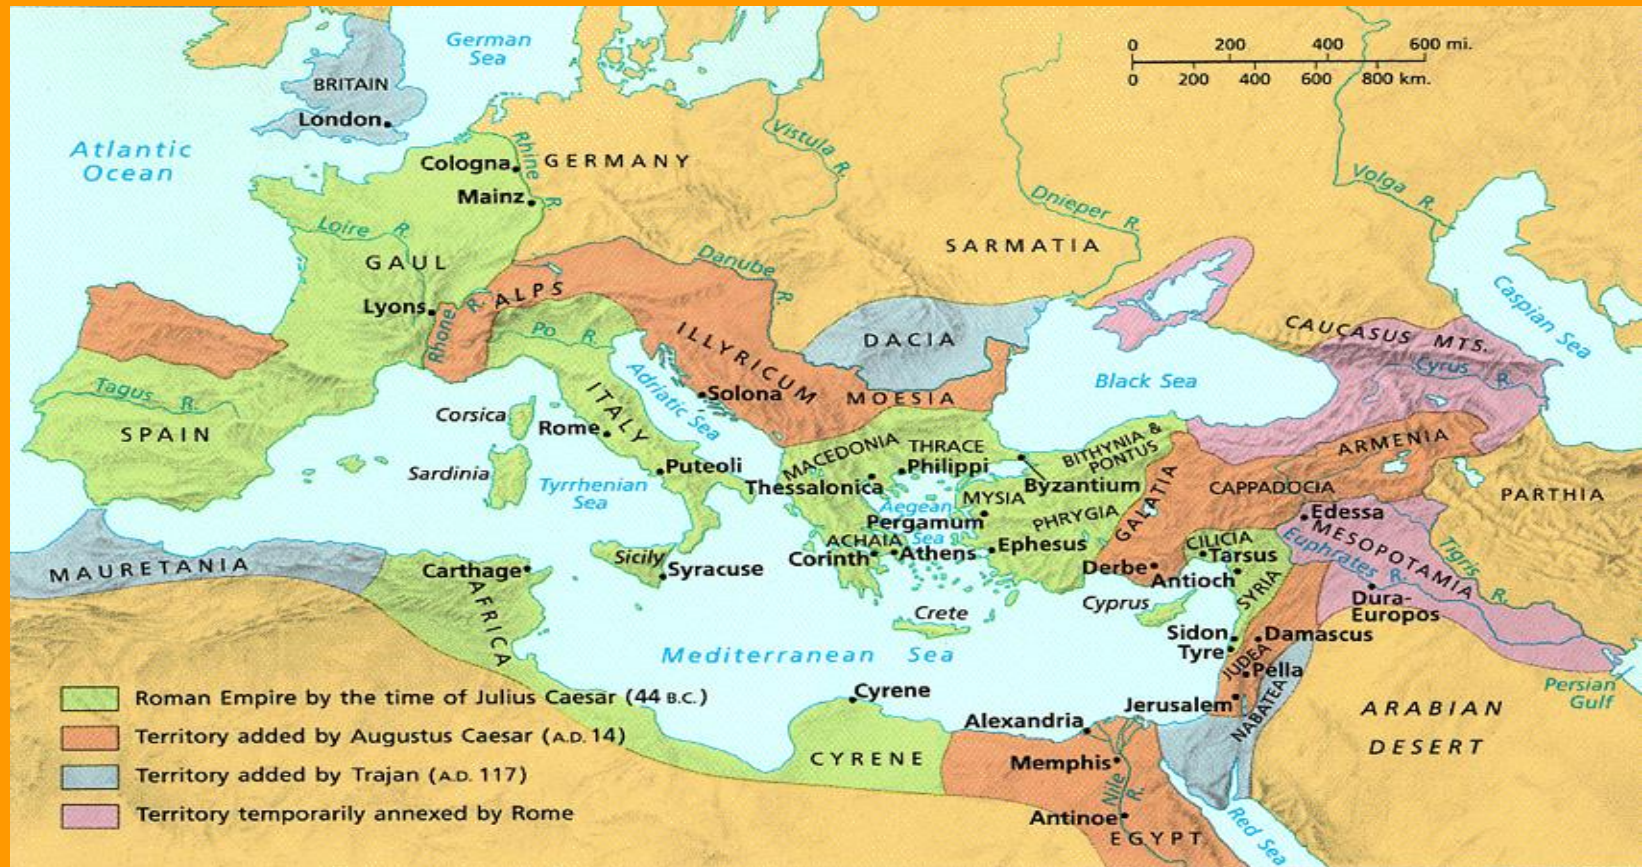 German
Sea
0 200 400 600 mi.
0 200 400 600 800 km.
BRITAIN
London
Atlantic
Ocean
Cologna
Rhine R.
GERMANY
Vistula R.
Mainz
Volga R.
Dnieper R.
Loire R.
SARMATIA
GAUL
Danube R.
Lyons
Rhone R.
ALPS
Caspian Sea
Po R.
ILLYRICUM
DACIA
CAUCASUS MTS.
Cyrus R.
Tagus R.
Adriatic Sea
Solona
MOESIA
Black Sea
SPAIN
Corsica
Rome
ITALY
MACEDONIA
THRACE
BITHYNIA &
PONTUS
ARMENIA
Sardinia
Puteoli
Philippi
Tyrrhenian
Sea
Thessalonica
Byzantium
GALATIA
CAPPADOCIA
PARTHIA
MYSIA
Aegean
Sea
Pergamum
PHRYGIA
Edessa
MESOPOTAMIA
Tigris R.
Euphrates R.
ACHAIA
Corinth
Athens
Ephesus
CILICIA
Tarsus
MAURETANIA
Carthage
AFRICA
Sicily
Syracuse
Derbe
Antioch
SYRIA
Dura-
Europos
Crete
Cyprus
Sidon
Tyre
Damascus
Mediterranean Sea
JUDEA
Pella
Persian
Gulf
Roman Empire by the time of Julius Caesar (44 B.C.)
Cyrene
Jerusalem
NABATEA
ARABIAN
DESERT
Alexandria
Territory added by Augustus Caesar (A.D. 14)
CYRENE
Memphis
Territory added by Trajan (A.D. 117)
Nile R.
Territory temporarily annexed by Rome
Antinoe
EGYPT
Red Sea